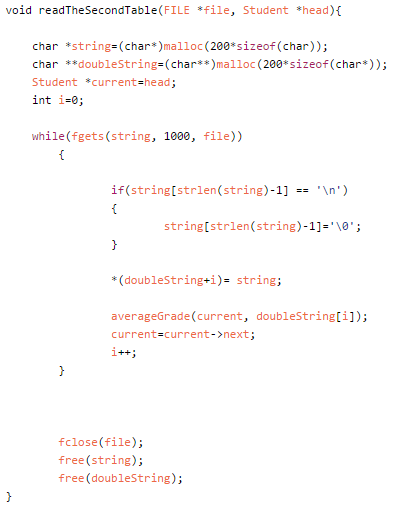 void readTheSecondTable(FILE *file, Student *head){
char *string=(char*)malloc(200*sizeof(char));
char **doubleString=(char**)malloc(200*sizeof(char*));
Student *current=head;
int i=0;
while(fgets(string, 1000, file))
{
if(string[strlen(string)-1] == '\n')
{
string[strlen(string)-1]='\0';
}
*(doubleString+i)= string;
averageGrade(current, doubleString[i]);
current=current->next;
i++;
}
fclose(file);
free(string);
free(doubleString);
}